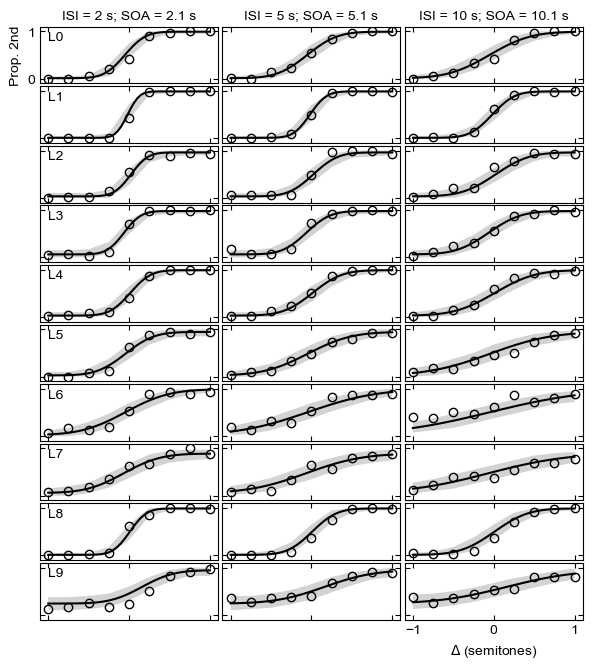 ISI = 2 s; SOA = 2.1 s ISI = 5 s; SOA = 5.1 s ISI = 10 s; SOA = 10.1 s
Prop. 2nd
1
0
L0
L1
L2
L3
L4
L5
L6
L7
L8
L9
−1 0 1
Δ (semitones)